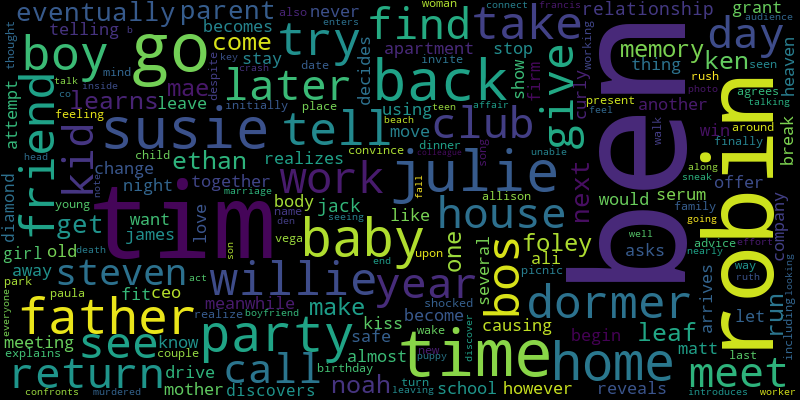 eventually parent never telling becomes
also woman connect francis audience
thought b enters
boy go try find take relationship day grant
come mae apartment stop memory ken
mind despite key date invite show firm curly working thing rush seen heaven
attempt learns talk inside leave crash initially later back give
friend kid susie tell club another agrees talking
using place decides teen affair beach move song unable
present feel photo win around break finally
feeling head child change ethan realizes convince dinner colleague julie next walk offer along sneak
diamond night together body work house ben robin serum would family going company
young get want james love jack like allison fall one foley
note marriage name den seeing tim baby several ali picnic asks well advice effort nearly
girl old death vega son upon end bos
away steven willie year causing dormer arrives way ruth let
park act meanwhile make become shocked time begin leaf run including looking
everyone paula fit ceo father realize boyfriend kiss safe wake new puppy discover home matt last
meeting see know party almost
explains couple drive call birthday noah turn school however reveals meet introduces
return mother discovers leaving
confronts murdered worker